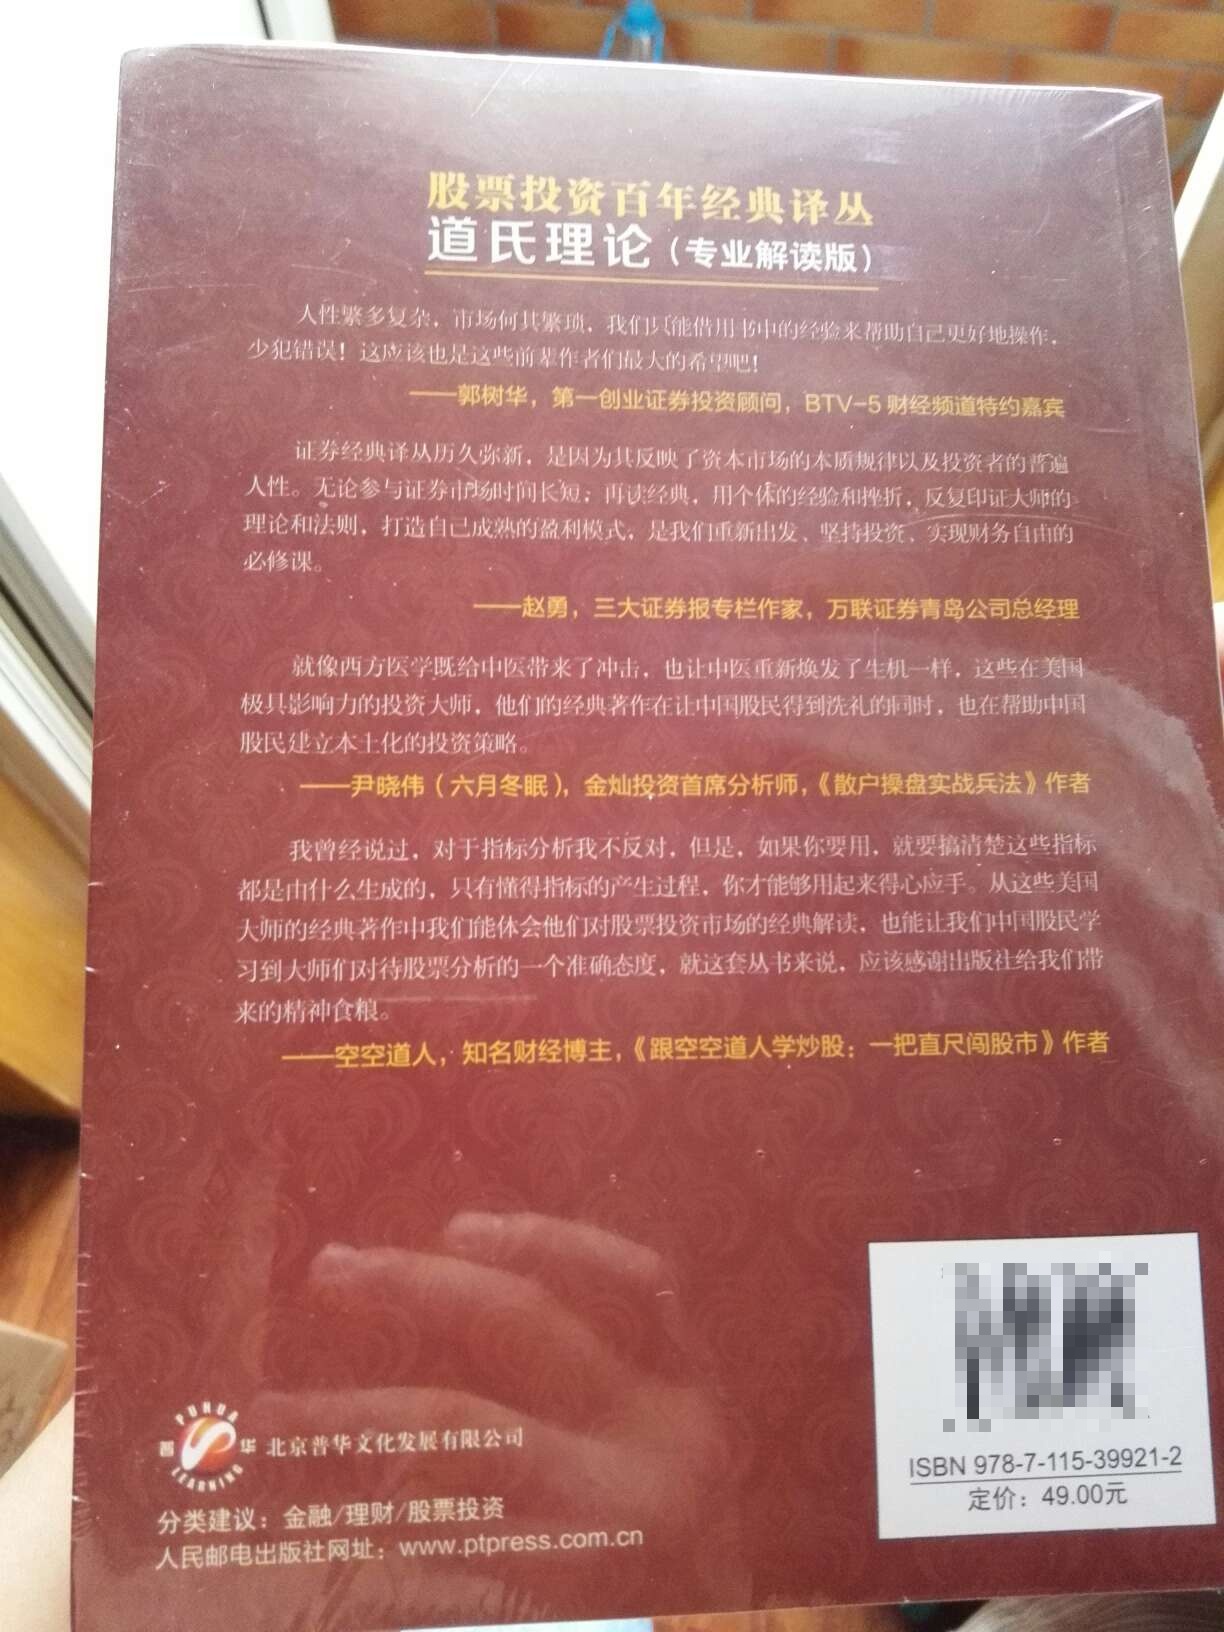 股票投资百年经典译丛
道氏理论（专业解读版）
人性繁多复杂，市场何其繁琐，我们只能借用书中的经验来帮助自己更好地操作，
少犯错误！这应该也是这些前辈作者们最大的希望吧！
——郭树华，第一创业证券投资顾问，BTV-5 财经频道特约嘉宾
证券经典译丛历久弥新，是因为其反映了资本市场的本质规律以及投资者的普遍
人性。无论参与证券市场时间长短，再读经典，用个体的经验和挫折，反复印证大师的
理论和法则，打造自己成熟的盈利模式，是我们重新出发、坚持投资、实现财务自由的
必修课。
——赵勇，三大证券报专栏作家，万联证券青岛公司总经理
就像西方医学既给中医带来了冲击，也让中医重新焕发了生机一样，这些在美国
极具影响力的投资大师，他们的经典著作在让中国股民得到洗礼的同时，也在帮助中国
股民建立本土化的投资策略。
——尹晓伟（六月冬眠），金灿投资首席分析师，《散户操盘实战兵法》作者
我曾经说过，对于指标分析我不反对，但是，如果你要用，就要搞清楚这些指标
都是由什么生成的，只有懂得指标的产生过程，你才能够用起来得心应手。从这些美国
大师的经典著作中我们能体会他们对股票投资市场的经典解读，也能让我们中国股民学
习到大师们对待股票分析的一个准确态度，就这套丛书来说，应该感谢出版社给我们带
来的精神食粮。
——空空道人，知名财经博主，《跟空空道人学炒股：一把直尺闯股市》作者
PUHUA
普 华
LEARNING
北京普华文化发展有限公司
分类建议：金融/理财/股票投资
人民邮电出版社网址：www.ptpress.com.cn
ISBN 978-7-115-39921-2
定价：49.00元